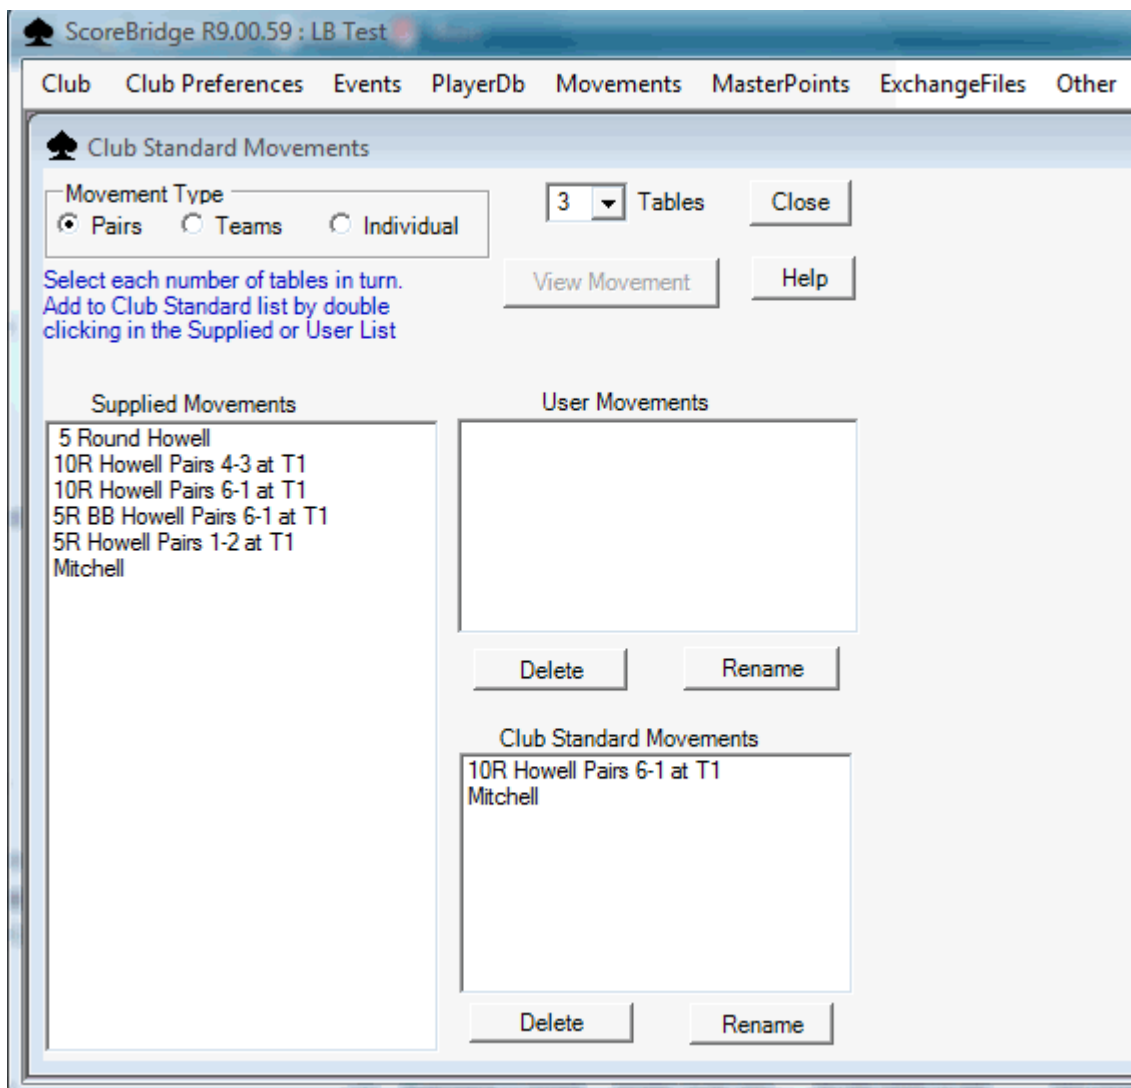 ScoreBridge R9.00.59 : LB Test
Club Club Preferences Events PlayerDb Movements MasterPoints ExchangeFiles Other
Club Standard Movements
Movement Type
Pairs Teams Individual
3 Tables
Close
Select each number of tables in turn.
Add to Club Standard list by double
clicking in the Supplied or User List
View Movement
Help
Supplied Movements
5 Round Howell
10R Howell Pairs 4-3 at T1
10R Howell Pairs 6-1 at T1
5R BB Howell Pairs 6-1 at T1
5R Howell Pairs 1-2 at T1
Mitchell
User Movements
Delete Rename
Club Standard Movements
10R Howell Pairs 6-1 at T1
Mitchell
Delete Rename